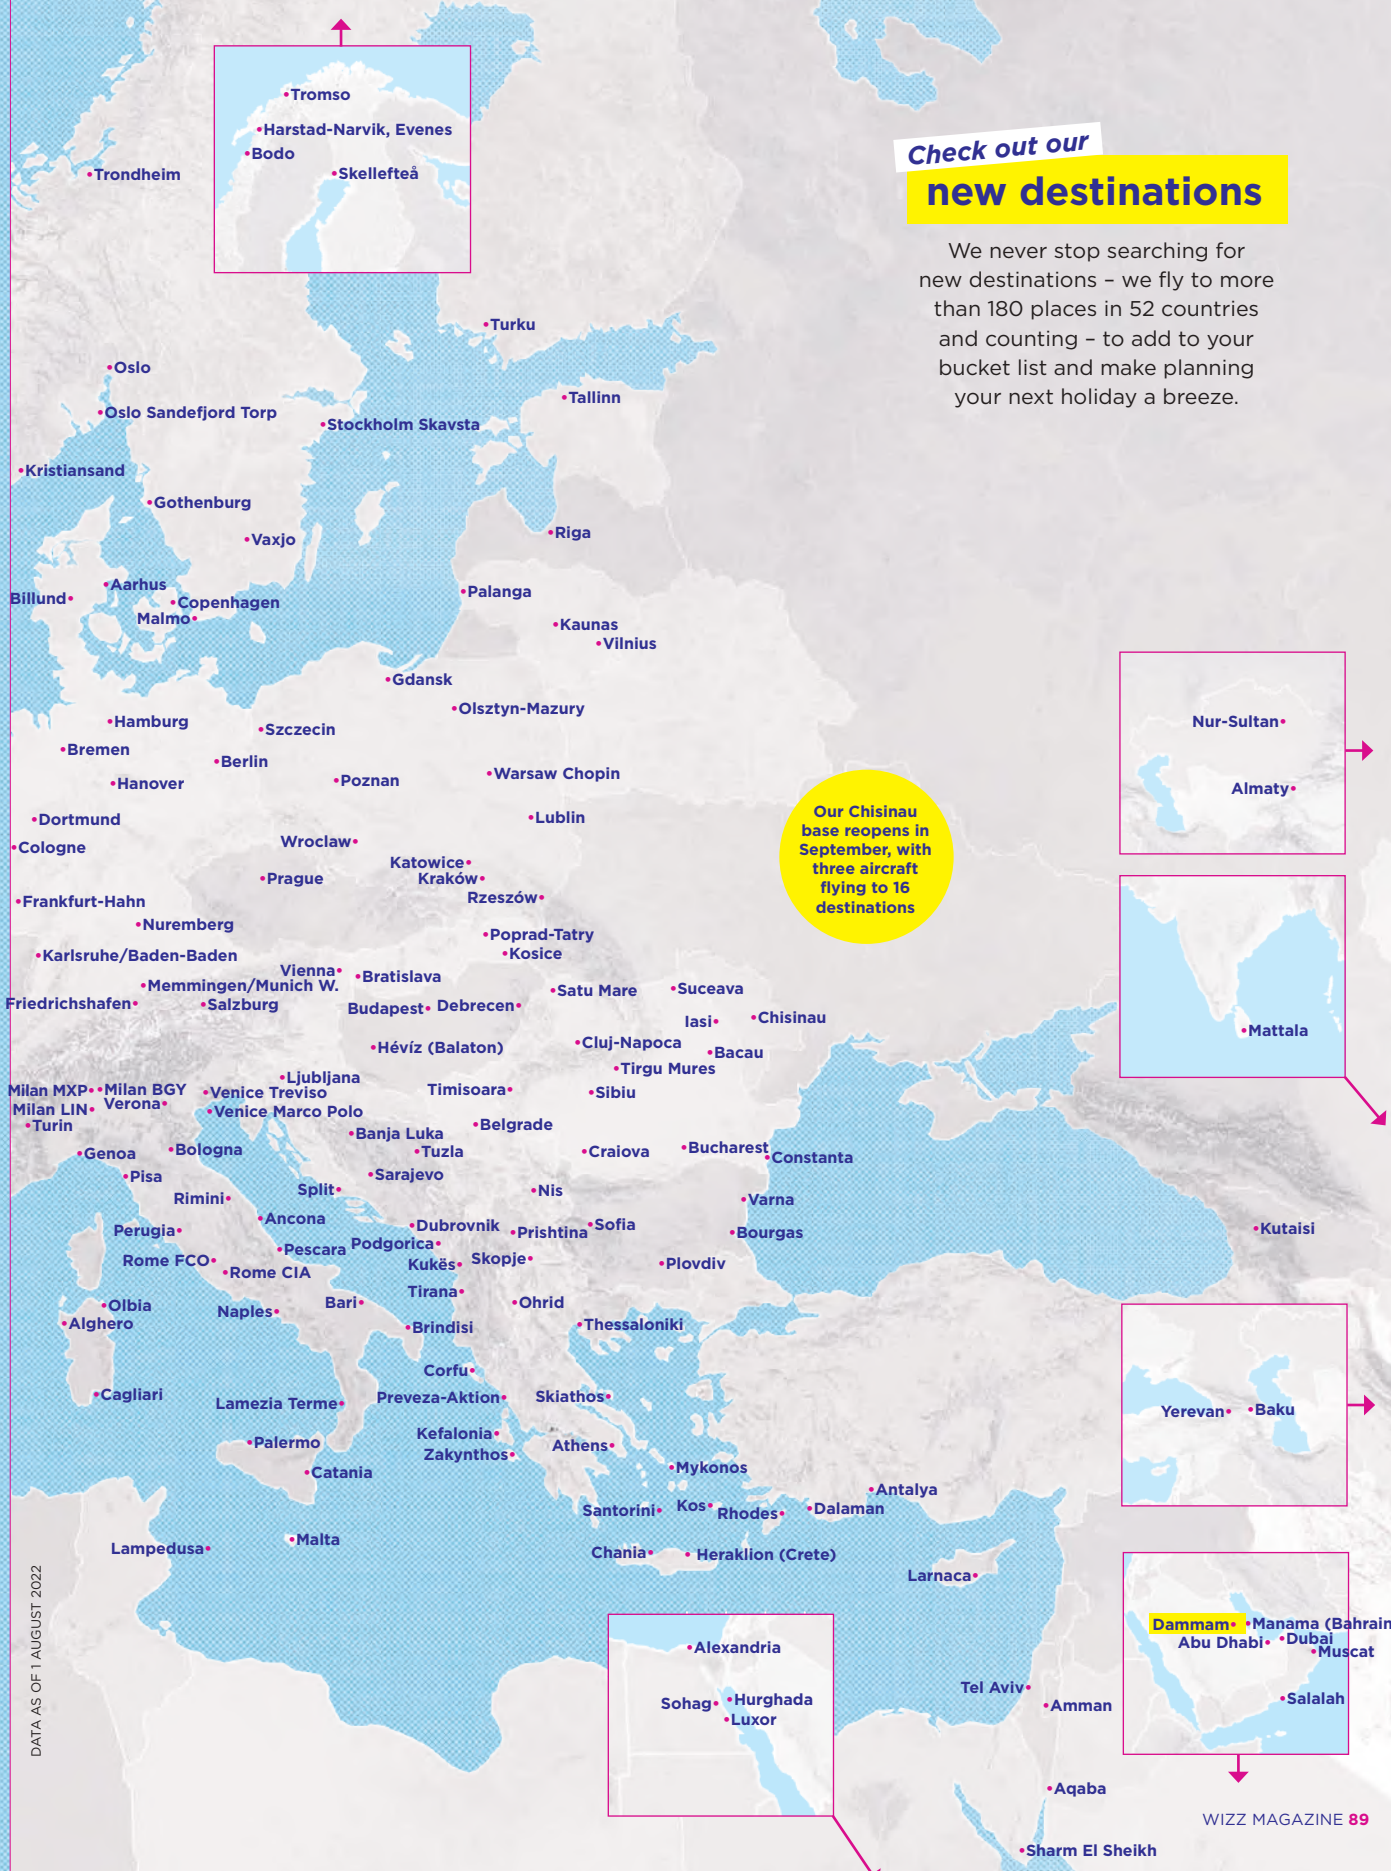 Tromso
Harstad-Narvik, Evenes
Bodo
Skellefteå
Trondheim
Check out our
new destinations
We never stop searching for
new destinations – we fly to more
than 180 places in 52 countries
and counting – to add to your
bucket list and make planning
your next holiday a breeze.
Turku
Oslo
Tallinn
Oslo Sandefjord Torp
Stockholm Skavsta
Kristiansand
Gothenburg
Riga
Vaxjo
Aarhus
Palanga
Billund
Copenhagen
Malmo
Kaunas
Vilnius
Gdansk
Olsztyn-Mazury
Hamburg
Szczecin
Nur-Sultan
Bremen
Berlin
Warsaw Chopin
Hanover
Poznan
Almaty
Dortmund
Lublin
Our Chisinau
base reopens in
September, with
three aircraft
flying to 16
destinations
Cologne
Wroclaw
Katowice
Prague
Kraków
Rzeszów
Frankfurt-Hahn
Nuremberg
Poprad-Tatry
Kosice
Karlsruhe/Baden-Baden
Vienna
Bratislava
Memmingen/Munich W.
Satu Mare
Suceava
Friedrichshafen
Salzburg
Budapest
Debrecen
Iasi
Chisinau
Mattala
Hévíz (Balaton)
Cluj-Napoca
Bacau
Tirgu Mures
Ljubljana
Milan MXP
Milan BGY
Venice Treviso
Timisoara
Sibiu
Milan LIN
Verona
Venice Marco Polo
Turin
Banja Luka
Belgrade
Genoa
Bologna
Tuzla
Craiova
Bucharest
Constanta
Pisa
Sarajevo
Rimini
Split
Nis
Varna
Ancona
Perugia
Dubrovnik
Prishtina
Sofia
Bourgas
Kutaisi
Pescara
Podgorica
Rome FCO
Kukës
Skopje
Plovdiv
Rome CIA
Tirana
Olbia
Naples
Bari
Ohrid
Alghero
Brindisi
Thessaloniki
Corfu
Cagliari
Lamezia Terme
Preveza-Aktion
Skiathos
Yerevan
Baku
Palermo
Kefalonia
Zakynthos
Athens
Catania
Mykonos
Antalya
Santorini
Kos
Rhodes
Dalaman
Malta
Lampedusa
Chania
Heraklion (Crete)
Larnaca
Dammam
Manama (Bahrain
Abu Dhabi
Dubai
Muscat
Alexandria
Tel Aviv
Salalah
Sohag
Hurghada
Luxor
Amman
Aqaba
Sharm El Sheikh
DATA AS OF 1 AUGUST 2022
WIZZ MAGAZINE 89